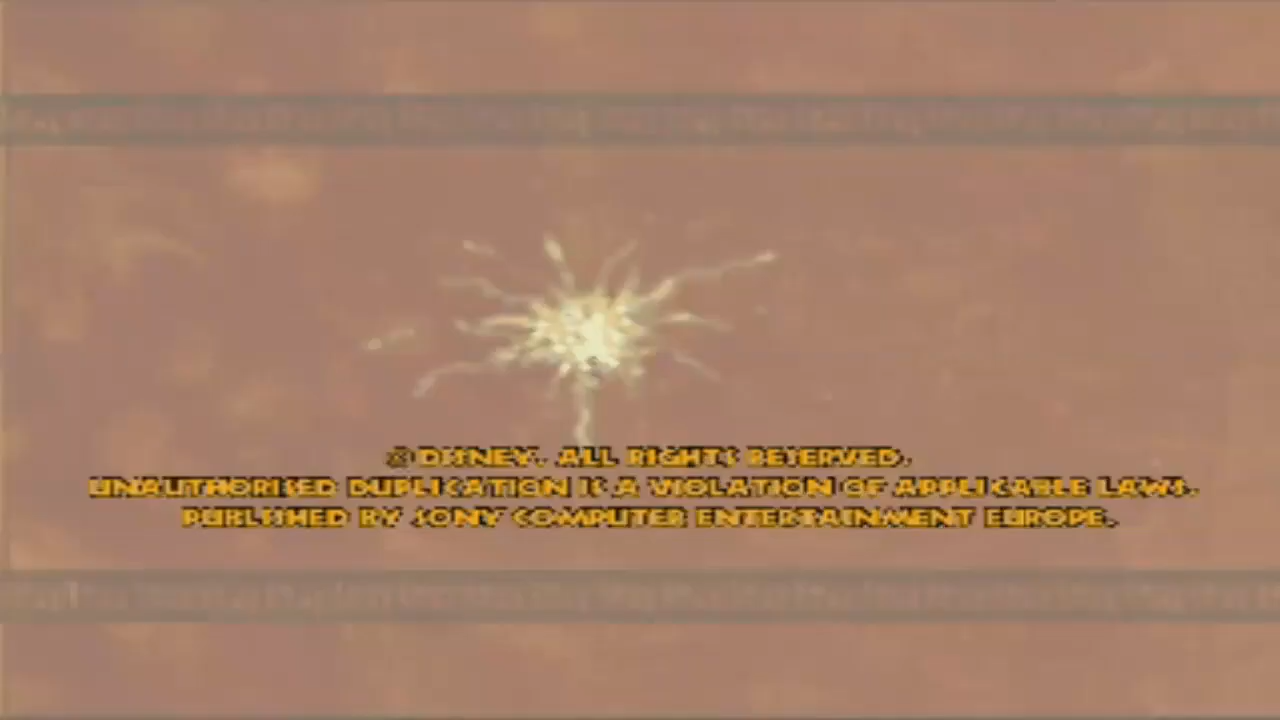 © DISNEY. ALL RIGHTS RESERVED.
UNAUTHORISED DUPLICATION IS A VIOLATION OF APPLICABLE LAWS.
PUBLISHED BY SONY COMPUTER ENTERTAINMENT EUROPE.